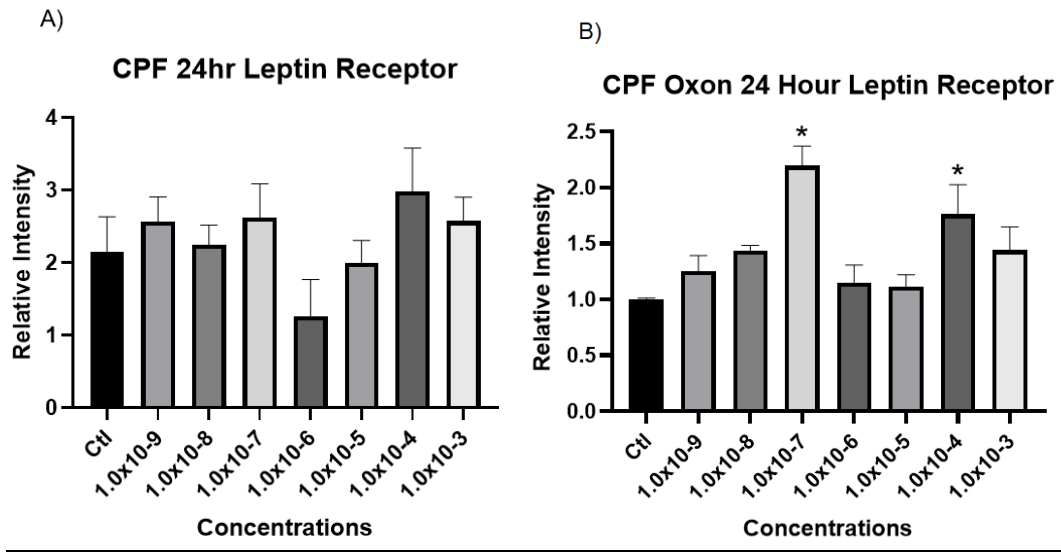 A)
CPF 24hr Leptin Receptor
4
3
2
1
0
Relative Intensity
Ctl
1.0x10-9
1.0x10-8
1.0x10-7
1.0x10-6
1.0x10-5
1.0x10-4
1.0x10-3
Concentrations
B)
CPF Oxon 24 Hour Leptin Receptor
2.5
2.0
1.5
1.0
0.5
0.0
Relative Intensity
*
*
Ctl
1.0x10-9
1.0x10-8
1.0x10-7
1.0x10-6
1.0x10-5
1.0x10-4
1.0x10-3
Concentrations